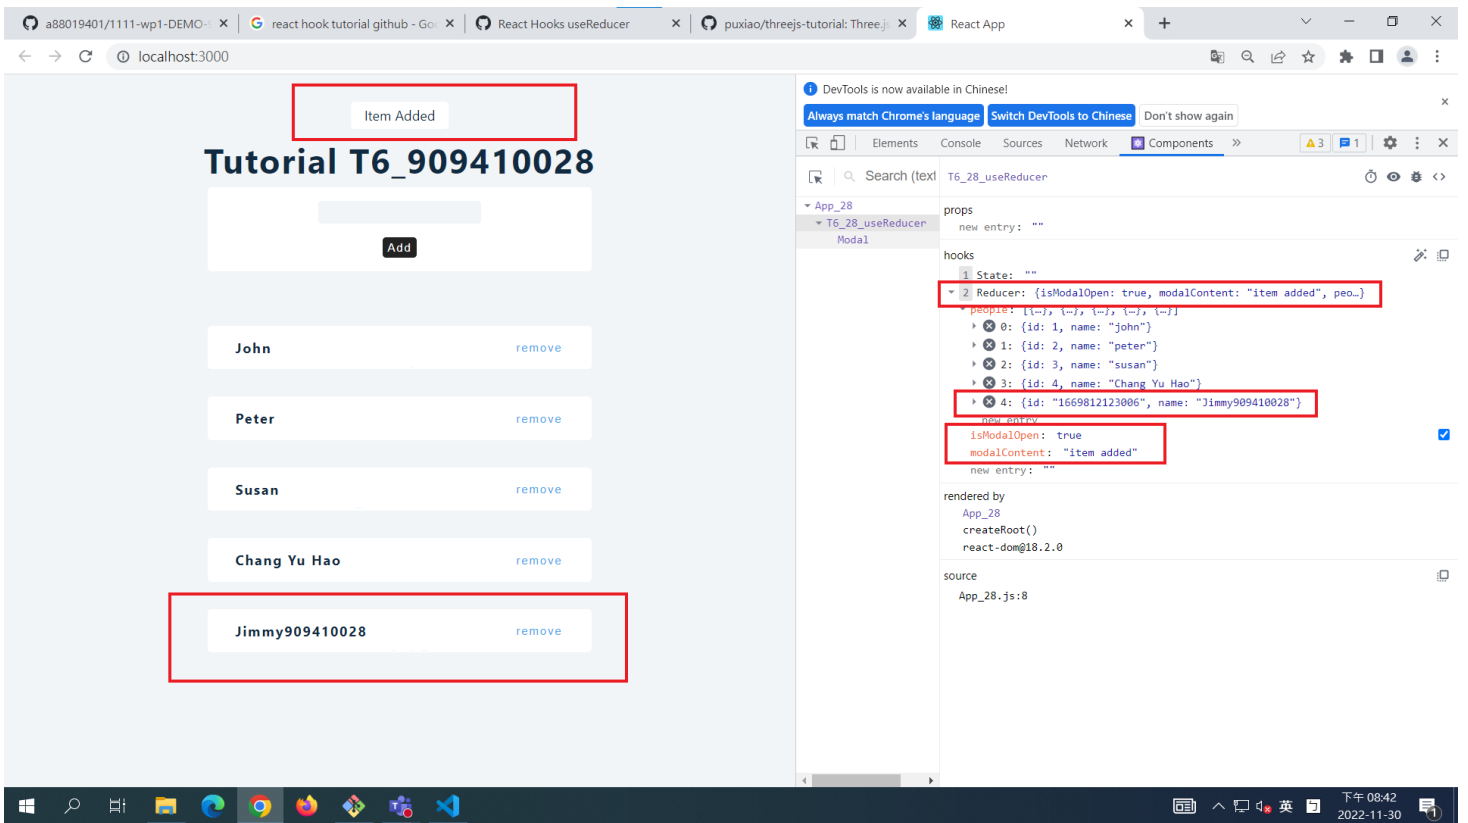 a88019401/1111-wp1-DEMO-
react hook tutorial github - Goo
React Hooks useReducer
puxiao/threejs-tutorial: Three.js
React App
localhost:3000
Item Added
Tutorial T6_909410028
Add
John remove
Peter remove
Susan remove
Chang Yu Hao remove
Jimmy909410028 remove
DevTools is now available in Chinese!
Always match Chrome's language Switch DevTools to Chinese Don't show again
Elements Console Sources Network Components » 3 1
Search (text T6_28_useReducer
App_28
T6_28_useReducer
Modal
props
new entry: ""
hooks
1 State: ""
2 Reducer: {isModalOpen: true, modalContent: "item added", peo…}
people: [{…}, {…}, {…}, {…}, {…}]
0: {id: 1, name: "john"}
1: {id: 2, name: "peter"}
2: {id: 3, name: "susan"}
3: {id: 4, name: "Chang Yu Hao"}
4: {id: "1669812123006", name: "Jimmy909410028"}
new entry
isModalOpen: true
modalContent: "item added"
new entry: ""
rendered by
App_28
createRoot()
react-dom@18.2.0
source
App_28.js:8
英
下午 08:42
2022-11-30
1